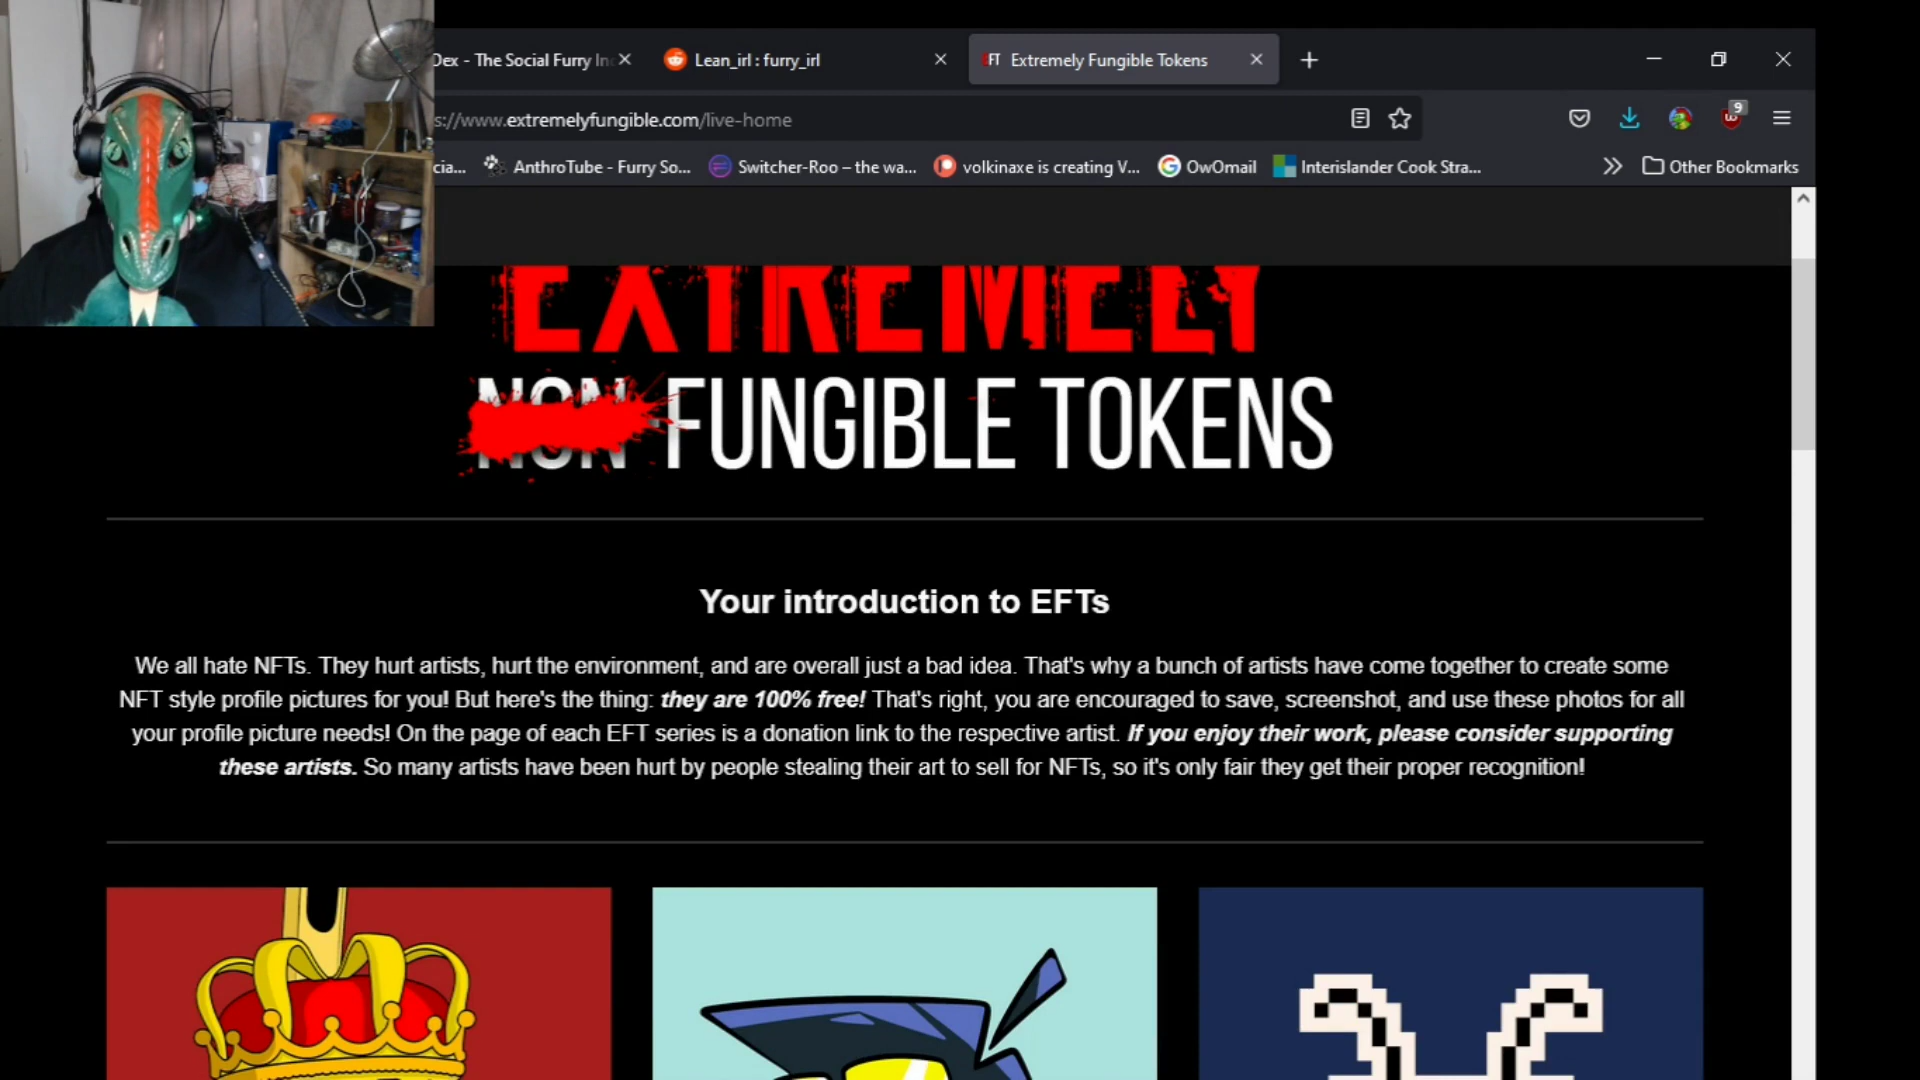 Dex - The Social Furry In
Lean_irl : furry_irl
FT Extremely Fungible Tokens
s://www.extremelyfungible.com/live-home
9
cia...
AnthroTube - Furry So...
Switcher-Roo – the wa...
volkinaxe is creating V...
OwOmail
Interislander Cook Stra...
Other Bookmarks
EXTREMELY
NON FUNGIBLE TOKENS
Your introduction to EFTs
We all hate NFTs. They hurt artists, hurt the environment, and are overall just a bad idea. That's why a bunch of artists have come together to create some
NFT style profile pictures for you! But here's the thing: they are 100% free! That's right, you are encouraged to save, screenshot, and use these photos for all
your profile picture needs! On the page of each EFT series is a donation link to the respective artist. If you enjoy their work, please consider supporting
these artists. So many artists have been hurt by people stealing their art to sell for NFTs, so it's only fair they get their proper recognition!